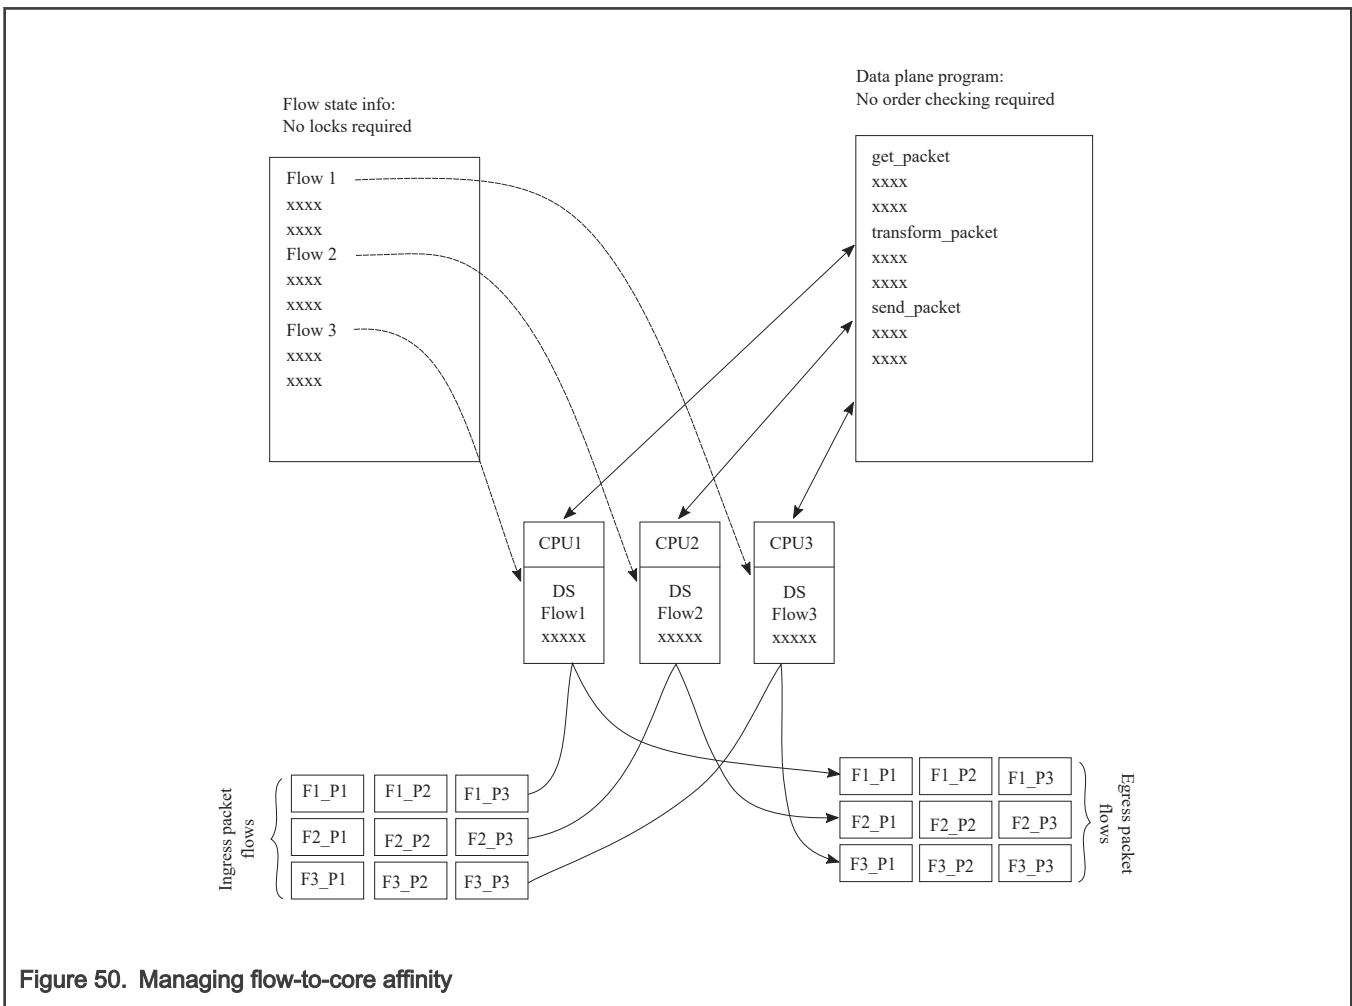 Flow state info:
No locks required
Flow 1
xxxx
xxxx
Flow 2
xxxx
xxxx
Flow 3
xxxx
xxxx
Data plane program:
No order checking required
get_packet
xxxx
xxxx
transform_packet
xxxx
xxxx
send_packet
xxxx
xxxx
CPU1
DS
Flow1
xxxxx
CPU2
DS
Flow2
xxxxx
CPU3
DS
Flow3
xxxxx
Ingress packet
flows
F1_P1 F1_P2 F1_P3
F2_P1 F2_P2 F2_P3
F3_P1 F3_P2 F3_P3
F1_P1 F1_P2 F1_P3
F2_P1 F2_P2 F2_P3
F3_P1 F3_P2 F3_P3
Egress packet
flows
Figure 50. Managing flow-to-core affinity